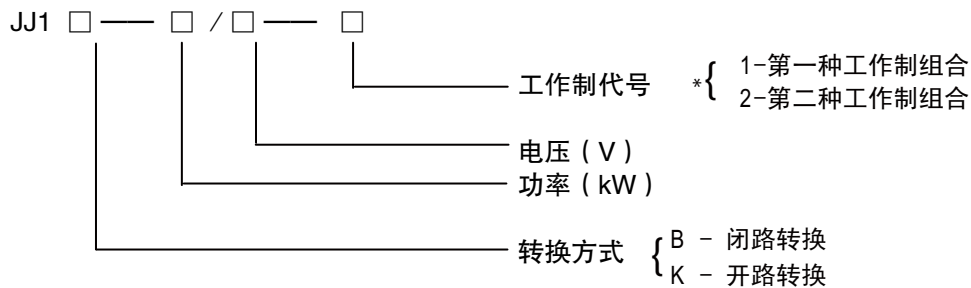 JJ1 □—— □ / □—— □
工作制代号 *{ 1-第一种工作制组合
2-第二种工作制组合
电压(V)
功率(kW)
转换方式 { B - 闭路转换
K - 开路转换